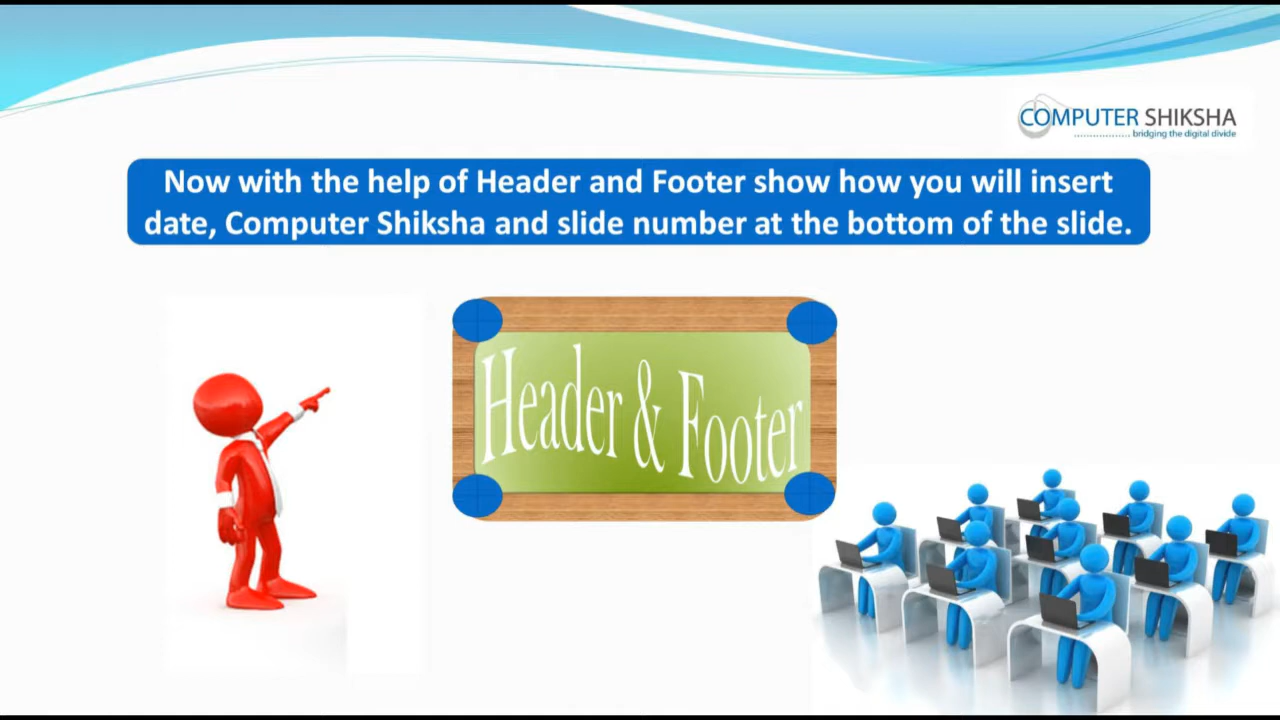 COMPUTER SHIKSHA
bridging the digital divide
Now with the help of Header and Footer show how you will insert
date, Computer Shiksha and slide number at the bottom of the slide.
Header & Footer